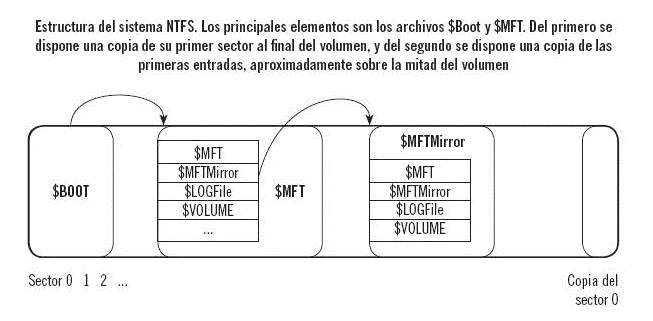 Estructura del sistema NTFS. Los principales elementos son los archivos $Boot y $MFT. Del primero se
dispone una copia de su primer sector al final del volumen, y del segundo se dispone una copia de las
primeras entradas, aproximadamente sobre la mitad del volumen
$BOOT
$MFT
$MFTMirror
$LOGFile
$VOLUME
...
$MFT
$MFTMirror
$MFT
$MFTMirror
$LOGFile
$VOLUME
Sector 0 1 2 ...
Copia del
sector 0